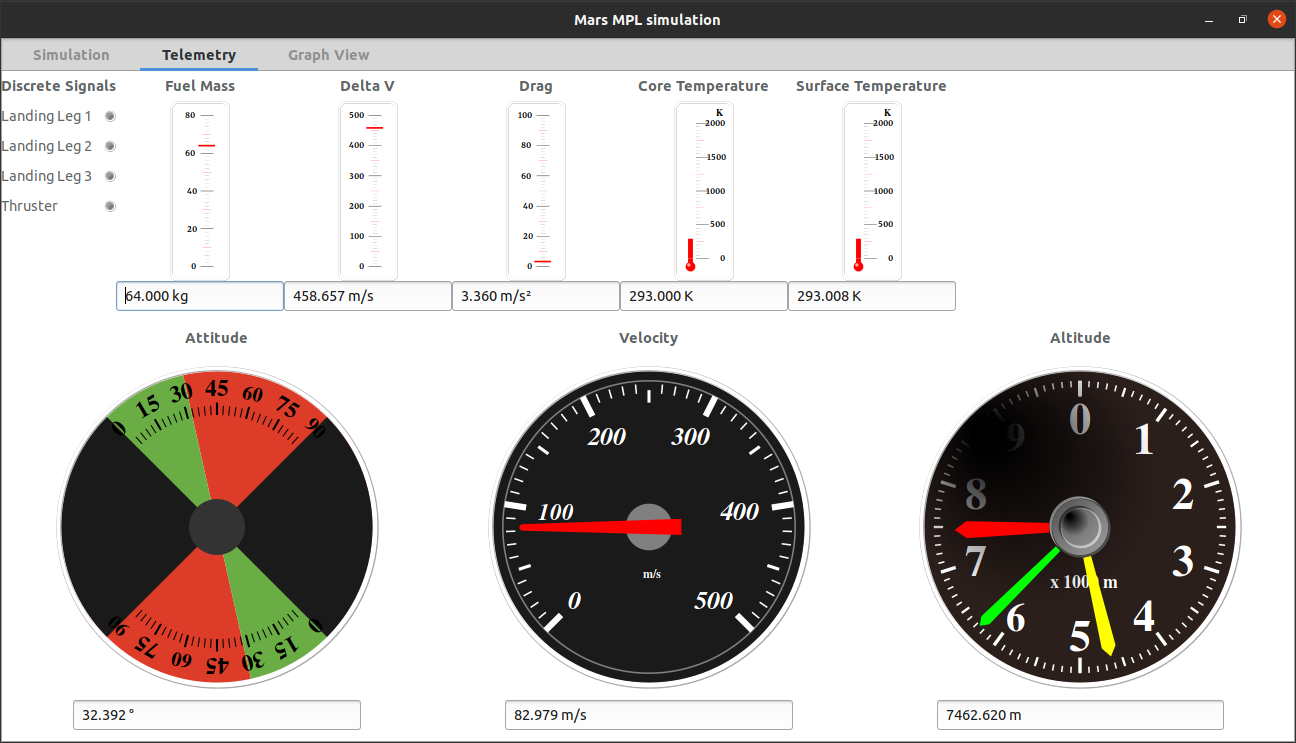 Mars MPL simulation
Simulation Telemetry Graph View
Discrete Signals Fuel Mass Delta V Drag Core Temperature Surface Temperature
Landing Leg 1
Landing Leg 2
Landing Leg 3
Thruster
80
60
40
20
0
500
400
300
200
100
0
100
80
60
40
20
0
K
2000
1500
1000
500
0
K
2000
1500
1000
500
0
64.000 kg 458.657 m/s 3.360 m/s² 293.000 K 293.008 K
Attitude Velocity Altitude
0 15 30 45 60 75 90
90 75 60 45 30 15 0
0 100 200 300 400 500
m/s
0 1 2 3 4 5 6 7 8 9
x 1000 m
32.392 ° 82.979 m/s 7462.620 m